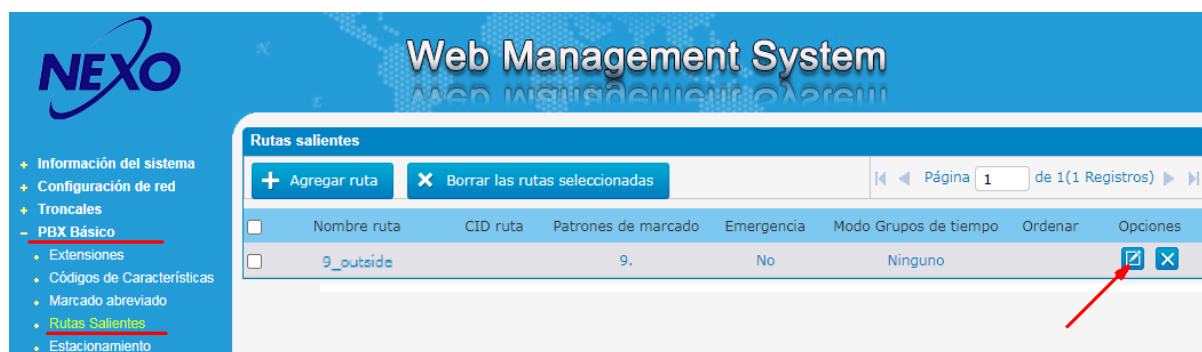 NEXO
Web Management System
Información del sistema
Configuración de red
Troncales
PBX Básico
Extensiones
Códigos de Características
Marcado abreviado
Rutas Salientes
Estacionamiento
Rutas salientes
Agregar ruta
Borrar las rutas seleccionadas
Página 1 de 1(1 Registros)
Nombre ruta CID ruta Patrones de marcado Emergencia Modo Grupos de tiempo Ordenar Opciones
9_outside 9. No Ninguno